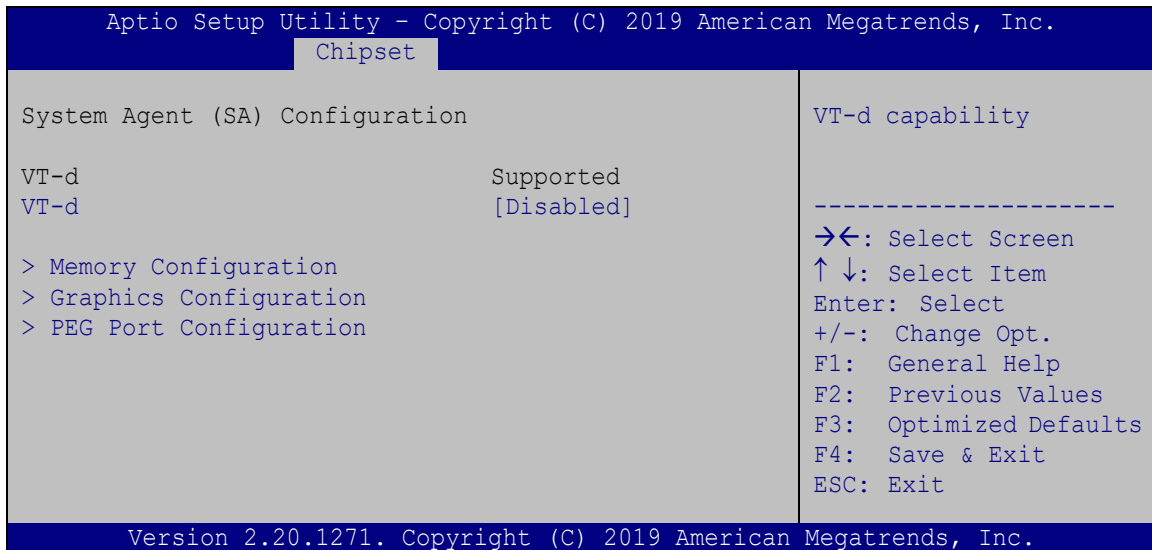 Aptio Setup Utility – Copyright (C) 2019 American Megatrends, Inc.
Chipset
System Agent (SA) Configuration
VT-d Supported
VT-d [Disabled]
> Memory Configuration
> Graphics Configuration
> PEG Port Configuration
VT-d capability
---------------------
→←: Select Screen
↑ ↓: Select Item
Enter: Select
+/-: Change Opt.
F1: General Help
F2: Previous Values
F3: Optimized Defaults
F4: Save & Exit
ESC: Exit
Version 2.20.1271. Copyright (C) 2019 American Megatrends, Inc.